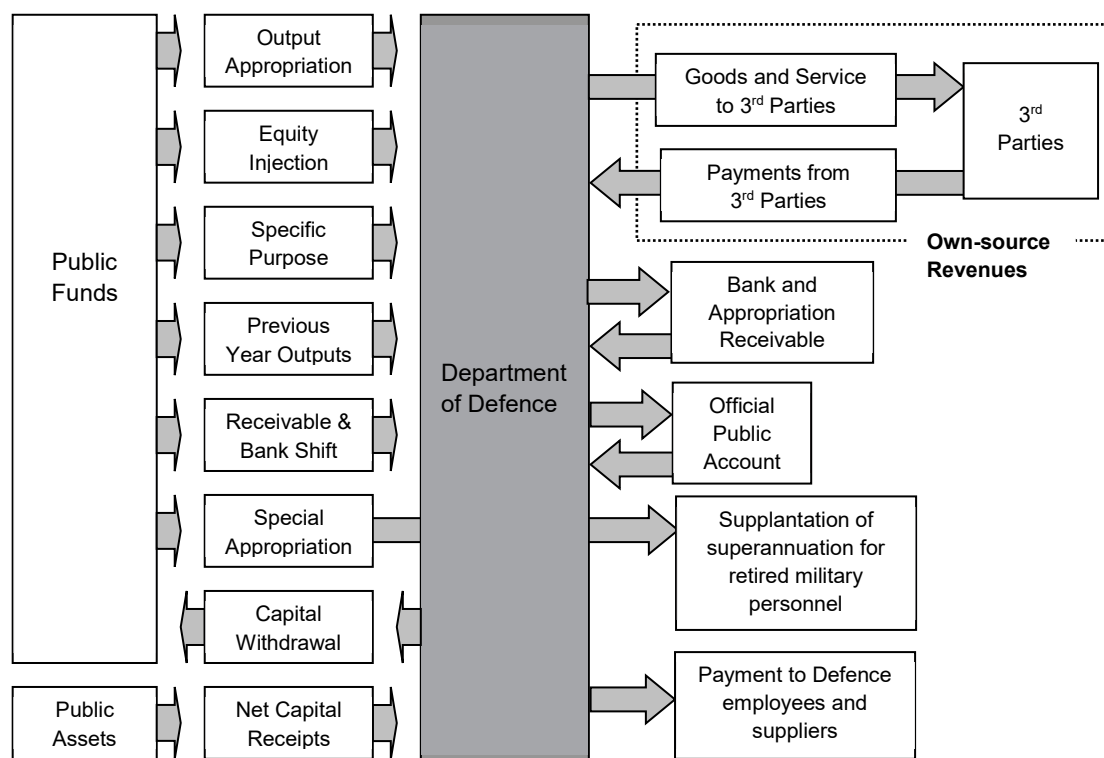 Public
Funds
Output
Appropriation
Equity
Injection
Specific
Purpose
Previous
Year Outputs
Receivable &
Bank Shift
Special
Appropriation
Capital
Withdrawal
Public
Assets
Net Capital
Receipts
Department
of Defence
Goods and Service
to 3rd Parties
3rd
Parties
Payments from
3rd Parties
Own-source
Revenues
Bank and
Appropriation
Receivable
Official
Public
Account
Supplantation of
superannuation for
retired military
personnel
Payment to Defence
employees and
suppliers